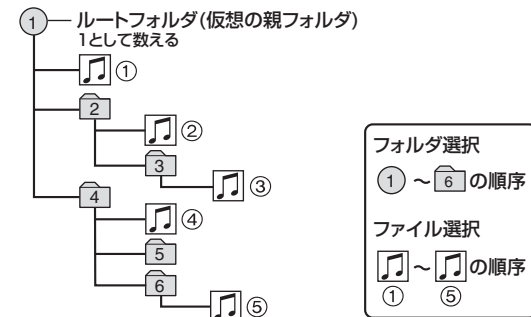 1 ルートフォルダ(仮想の親フォルダ)
1として数える
①
2
②
3
③
4
④
5
6
⑤
フォルダ選択
1 ～ 6 の順序
ファイル選択
～ の順序
① ⑤